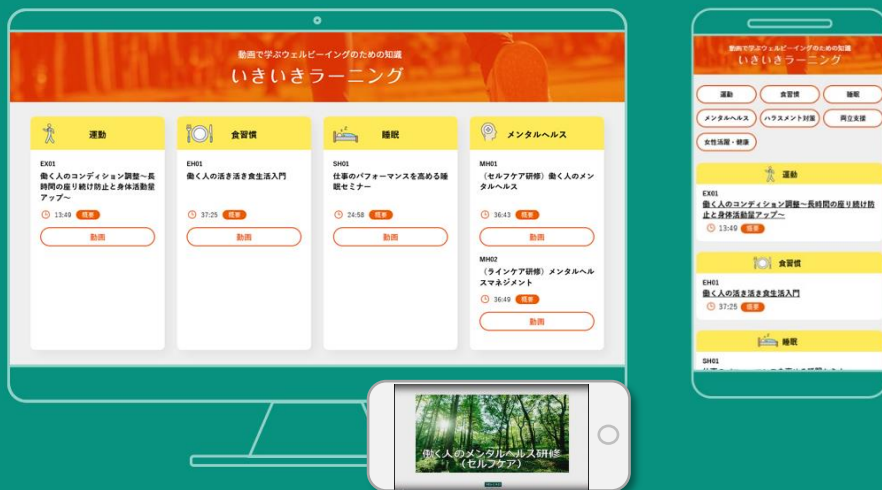 動画で学ぶウェルビーイングのための知識
いきいきラーニング
運動
EX01
働く人のコンディション調整～長
時間の座り続け防止と身体活動量
アップ～
13:49 概要
動画
食習慣
EH01
働く人の活き活き食生活入門
37:25 概要
動画
睡眠
SH01
仕事のパフォーマンスを高める睡
眠セミナー
24:58 概要
動画
メンタルヘルス
MH01
（セルフケア研修）働く人のメン
タルヘルス
36:43 概要
動画
MH02
（ラインケア研修）メンタルヘル
スマネジメント
36:49 概要
動画
働く人のメンタルヘルス研修
（セルフケア）
動画で学ぶウェルビーイングのための知識
いきいきラーニング
運動 食習慣 睡眠
メンタルヘルス ハラスメント対策 両立支援
女性活躍・健康
運動
EX01
働く人のコンディション調整～長時間の座り続け防
止と身体活動量アップ～
13:49 概要
食習慣
EH01
働く人の活き活き食生活入門
37:25 概要
睡眠
SH01